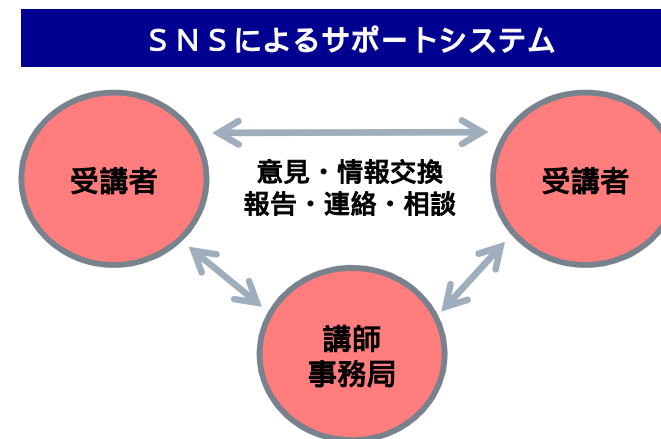 ＳＮＳによるサポートシステム
受講者
意見・情報交換
報告・連絡・相談
受講者
講師
事務局